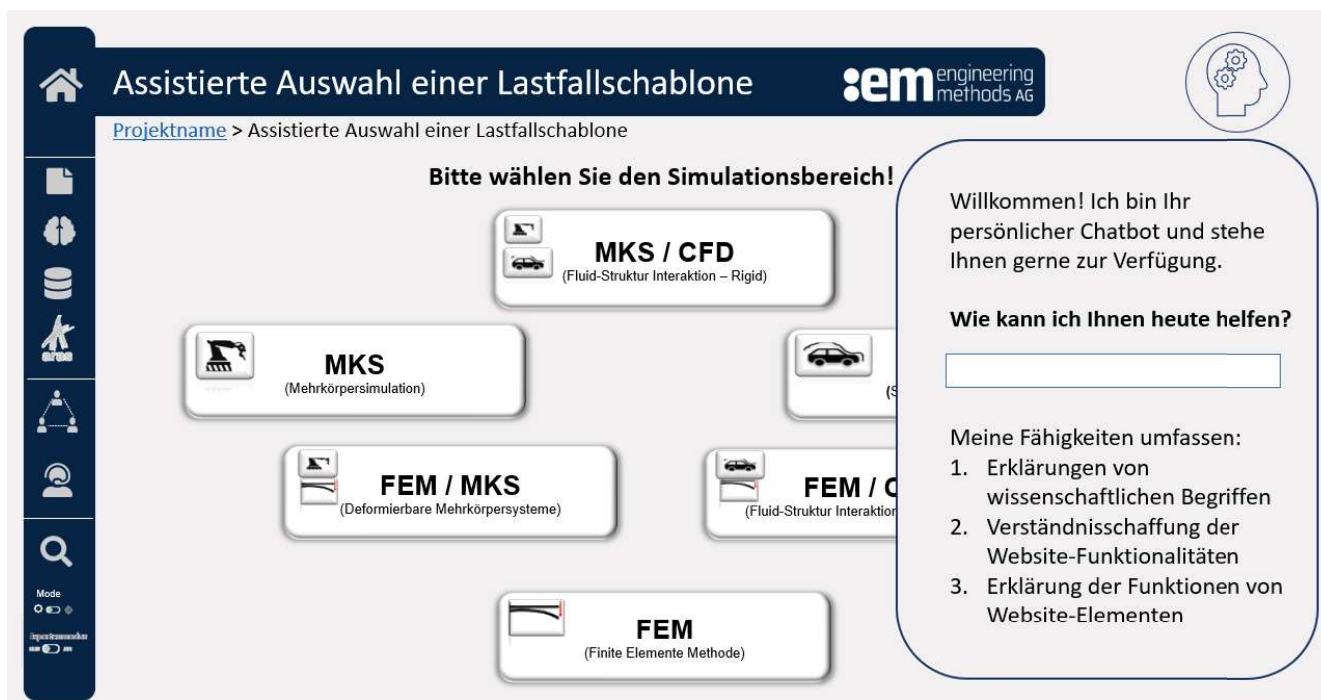 Assistierte Auswahl einer Lastfallschablone
:em engineering
methods AG
Projektname > Assistierte Auswahl einer Lastfallschablone
Bitte wählen Sie den Simulationsbereich!
MKS / CFD
(Fluid-Struktur Interaktion – Rigid)
MKS
(Mehrkörpersimulation)
(S
FEM / MKS
(Deformierbare Mehrkörpersysteme)
FEM / C
(Fluid-Struktur Interaktion
FEM
(Finite Elemente Methode)
Willkommen! Ich bin Ihr
persönlicher Chatbot und stehe
Ihnen gerne zur Verfügung.
Wie kann ich Ihnen heute helfen?
Meine Fähigkeiten umfassen:
1. Erklärungen von
wissenschaftlichen Begriffen
2. Verständnisschaffung der
Website-Funktionalitäten
3. Erklärung der Funktionen von
Website-Elementen
Mode